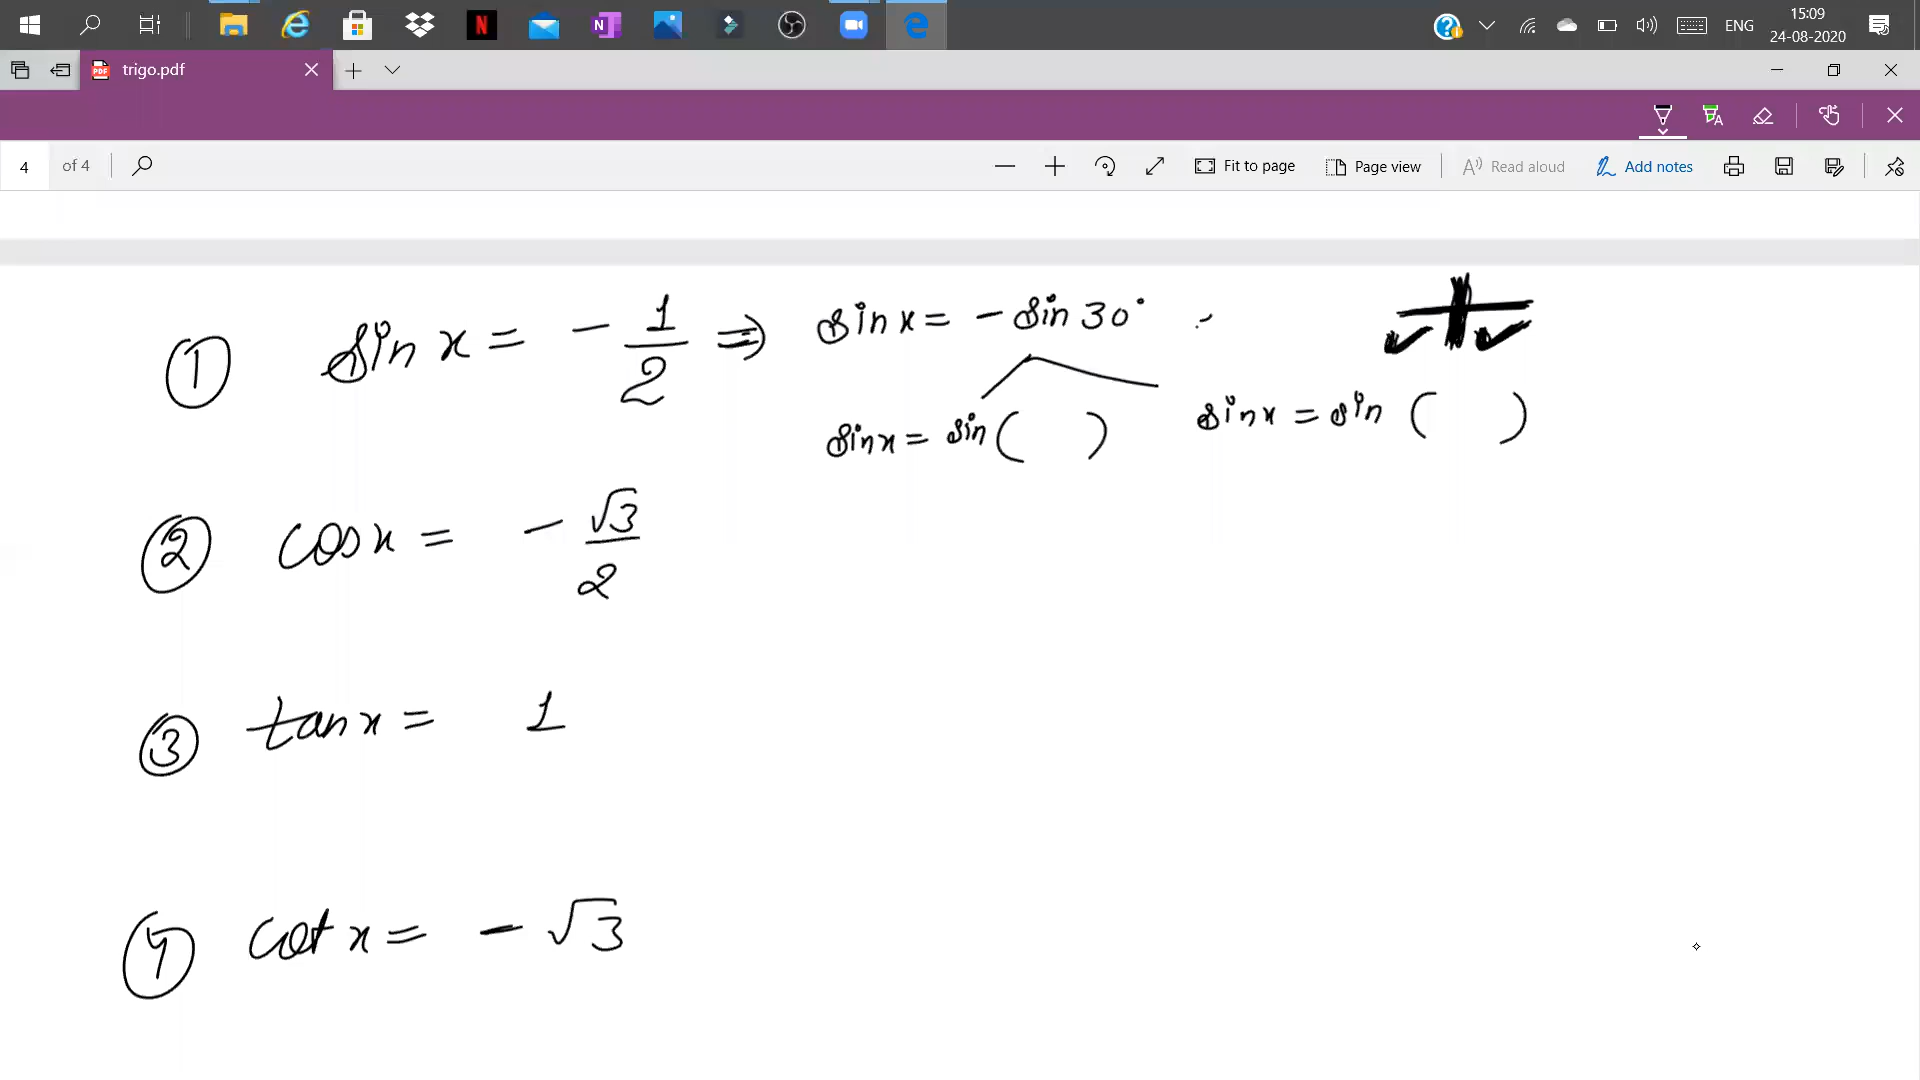 15:09
ENG
24-08-2020
trigo.pdf
4 of 4
Fit to page
Page view
Read aloud
Add notes
① sin x = - 1/2 ⇒ sin x = - sin 30°
sin x = sin ( ) sin x = sin ( )
② cos x = - √3/2
③ tan x = 1
④ cot x = - √3